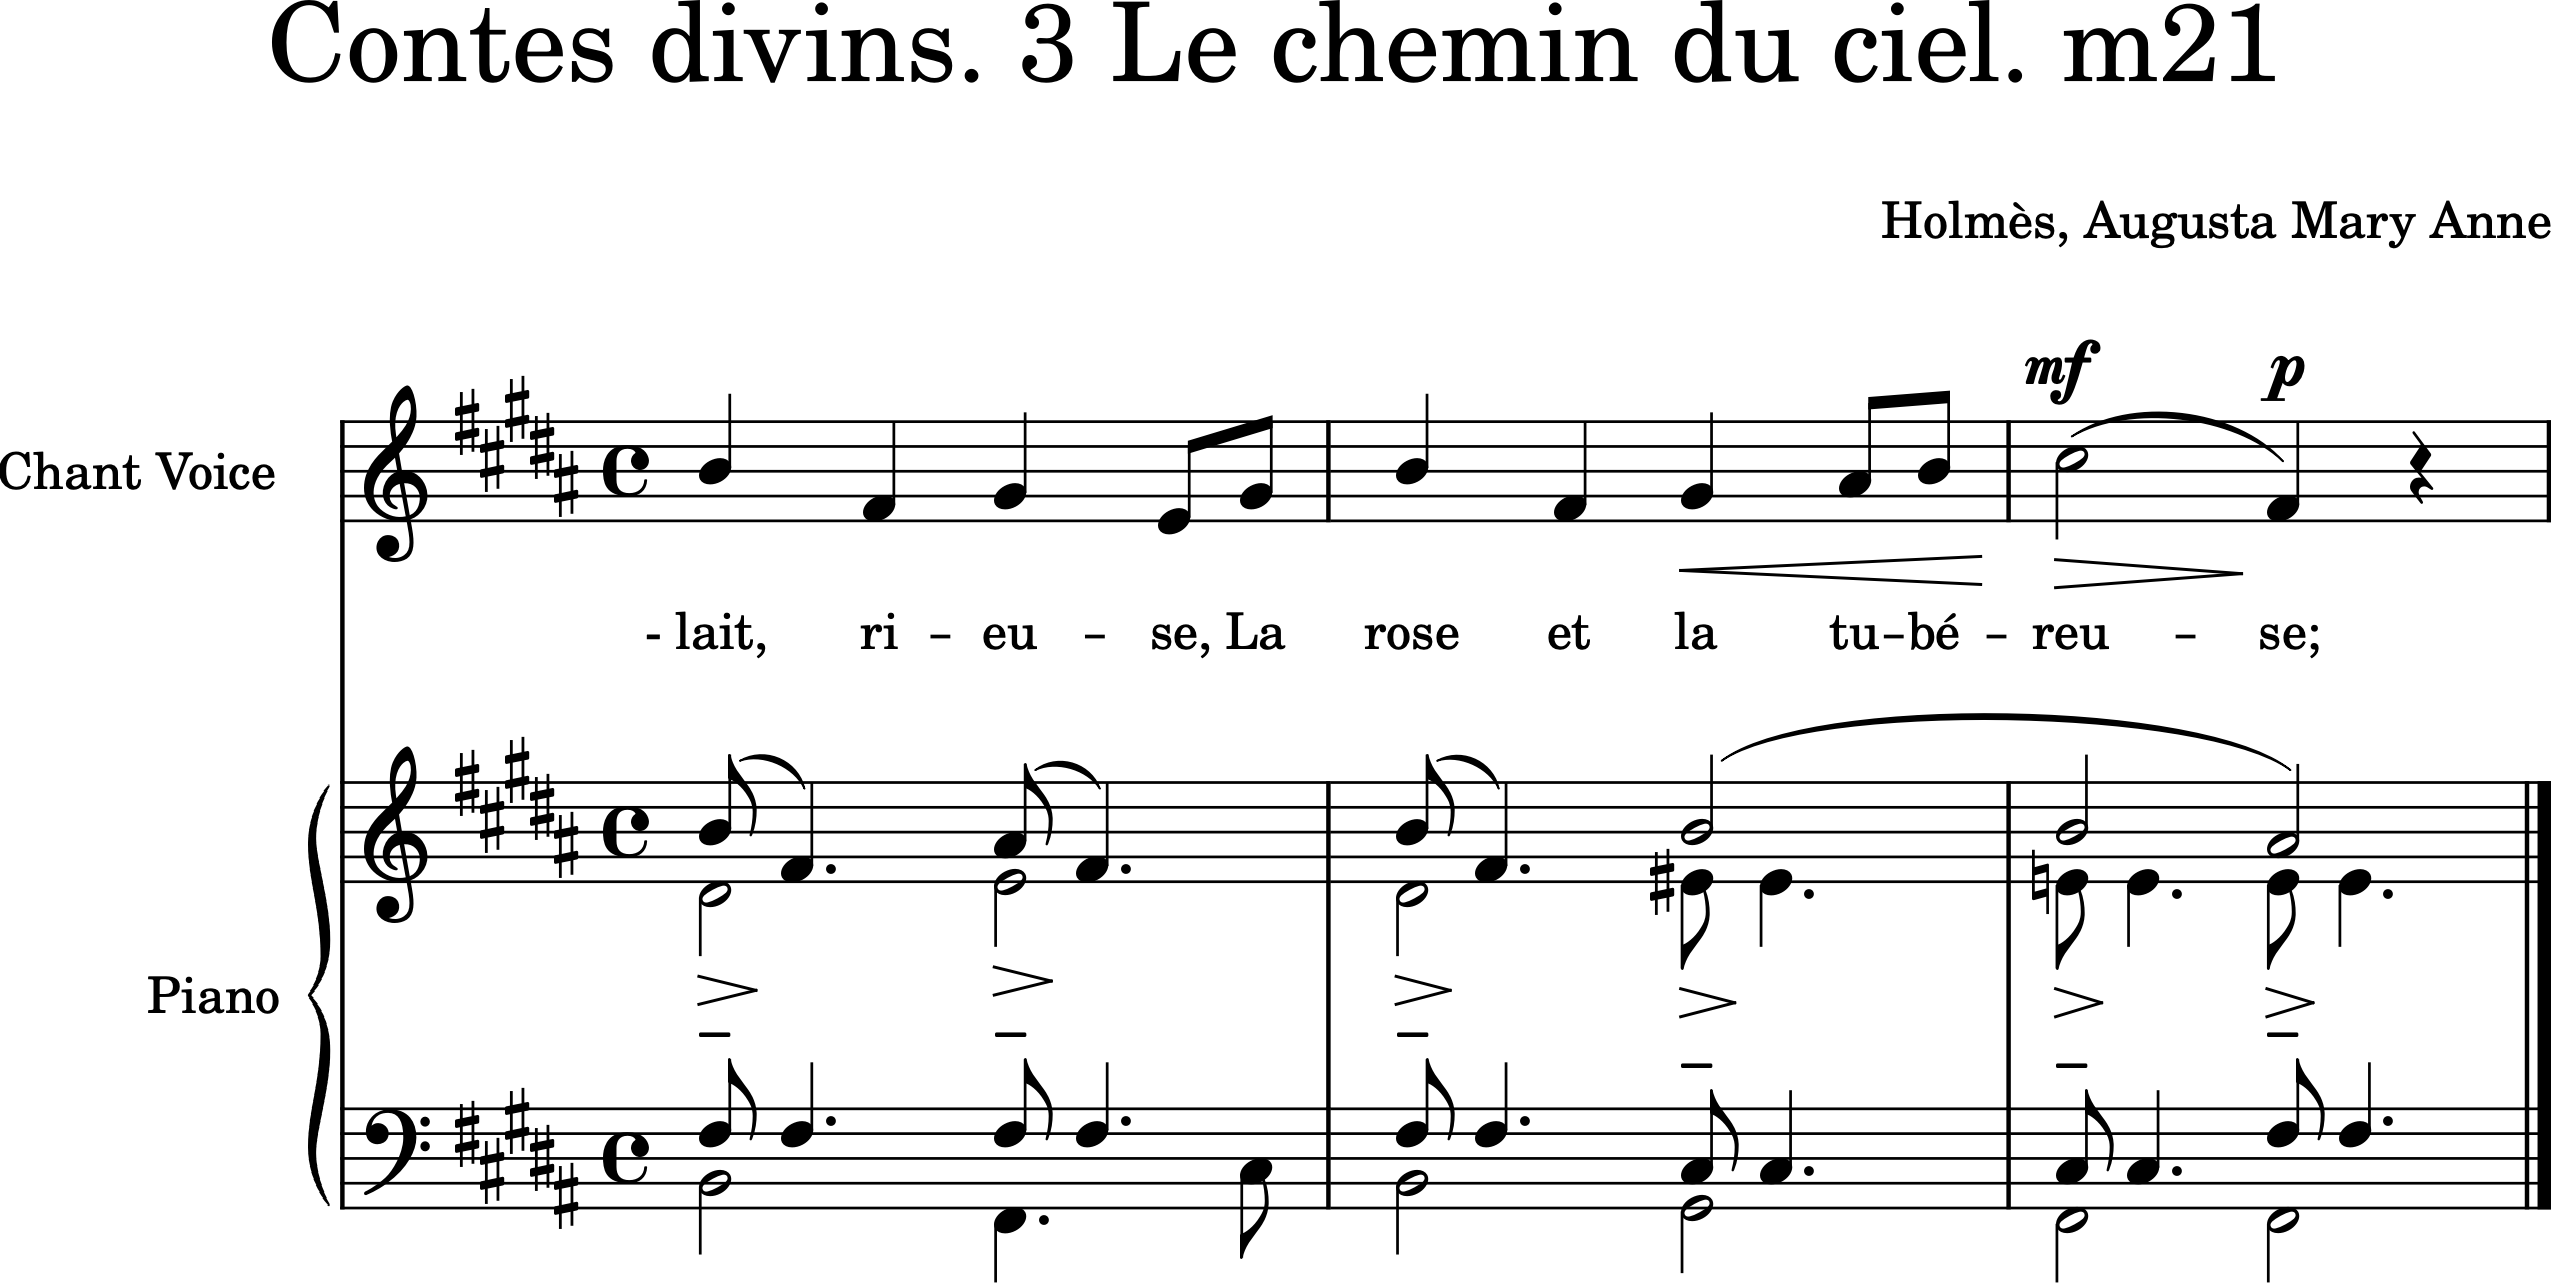 Contes divins. 3 Le chemin du ciel. m21
Holmès, Augusta Mary Anne
mf p
Chant Voice
- lait, ri – eu – se, La rose et la tu–bé – reu – se;
Piano